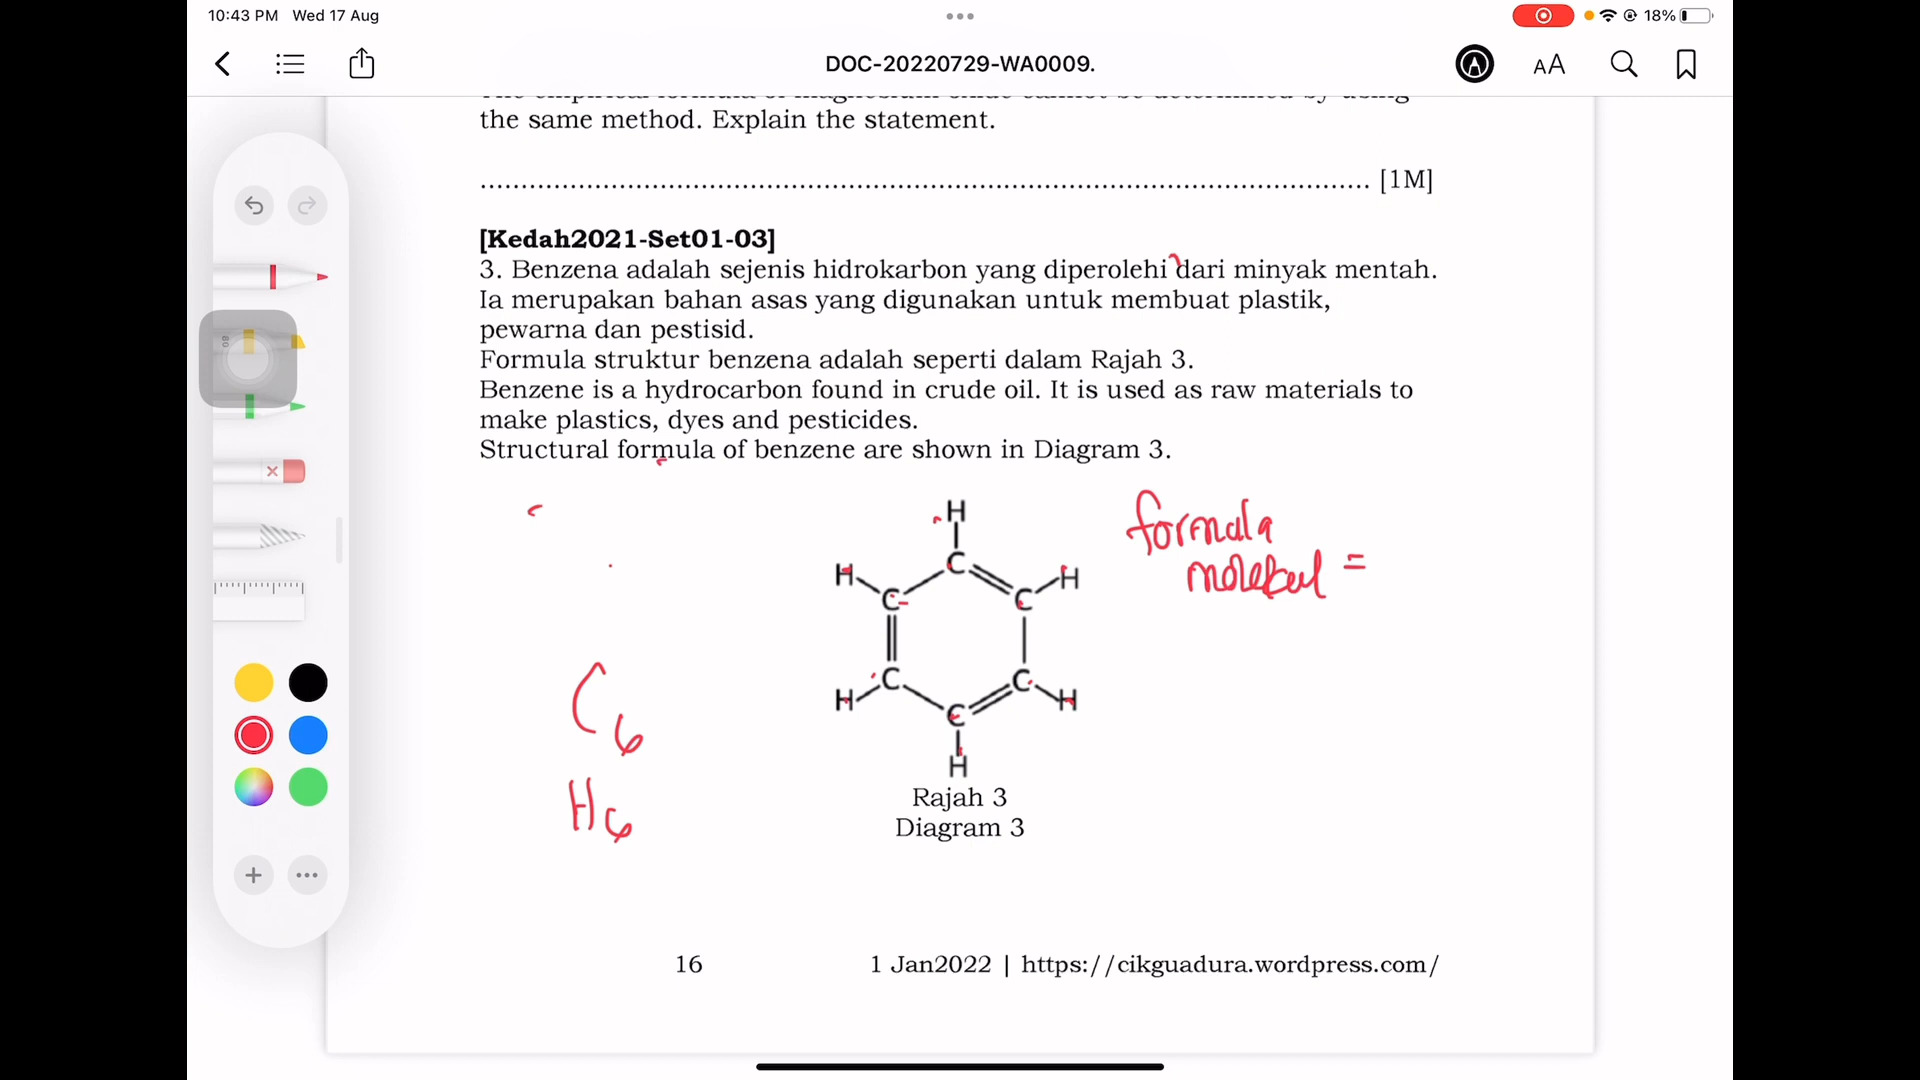 10:43 PM Wed 17 Aug
18%
DOC-20220729-WA0009.
AA
the same method. Explain the statement.
.............................................................................................................. [1M]
[Kedah2021-Set01-03]
3. Benzena adalah sejenis hidrokarbon yang diperolehi dari minyak mentah.
Ia merupakan bahan asas yang digunakan untuk membuat plastik,
pewarna dan pestisid.
Formula struktur benzena adalah seperti dalam Rajah 3.
Benzene is a hydrocarbon found in crude oil. It is used as raw materials to
make plastics, dyes and pesticides.
Structural formula of benzene are shown in Diagram 3.
H
C
H C C H
H C C H
C
H
formula
molekul =
C6
H6
Rajah 3
Diagram 3
16 1 Jan2022 | https://cikguadura.wordpress.com/
80